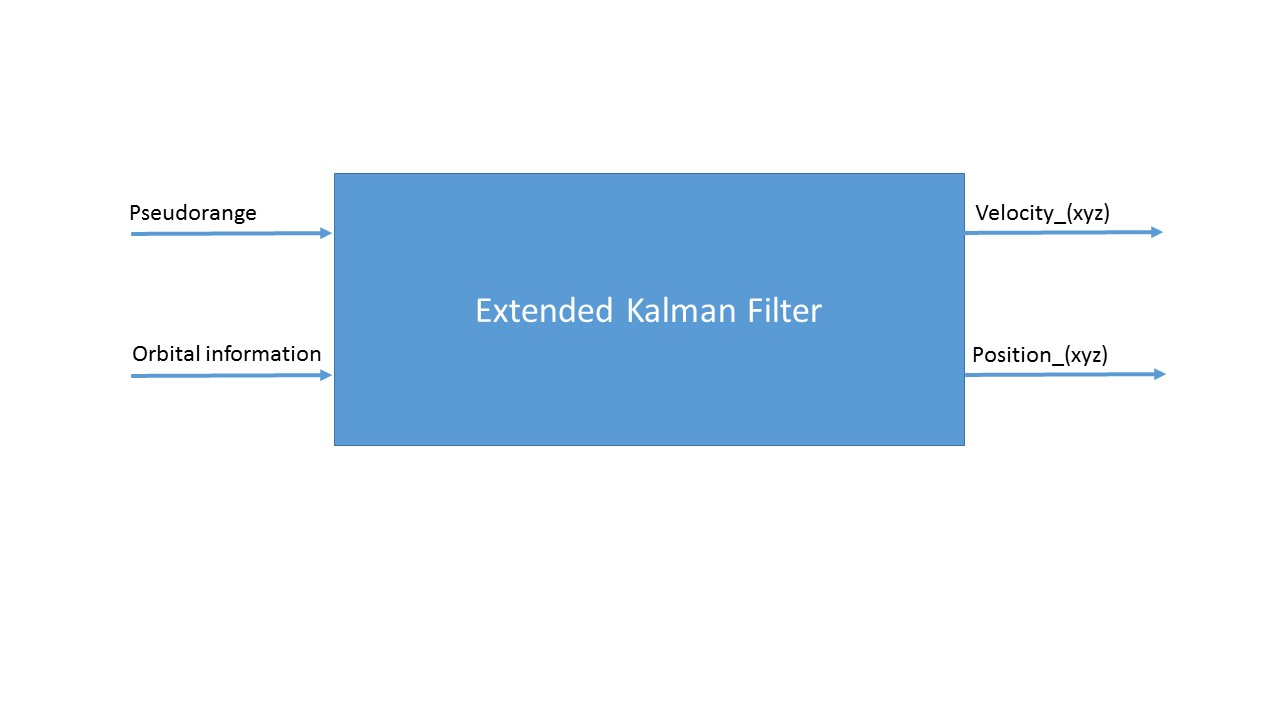 Pseudorange
Velocity_(xyz)
Extended Kalman Filter
Orbital information
Position_(xyz)